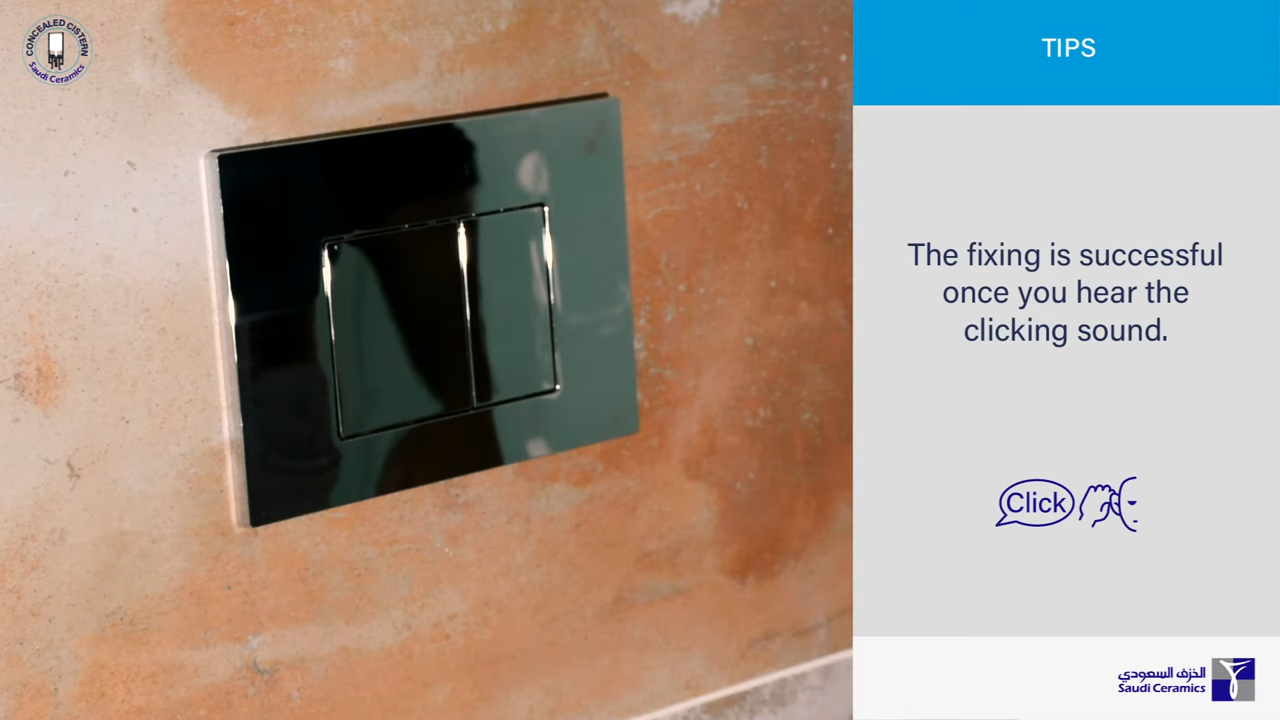 CONCEALED CISTERN
Saudi Ceramics
TIPS
The fixing is successful
once you hear the
clicking sound.
Click
الخزف السعودي
Saudi Ceramics